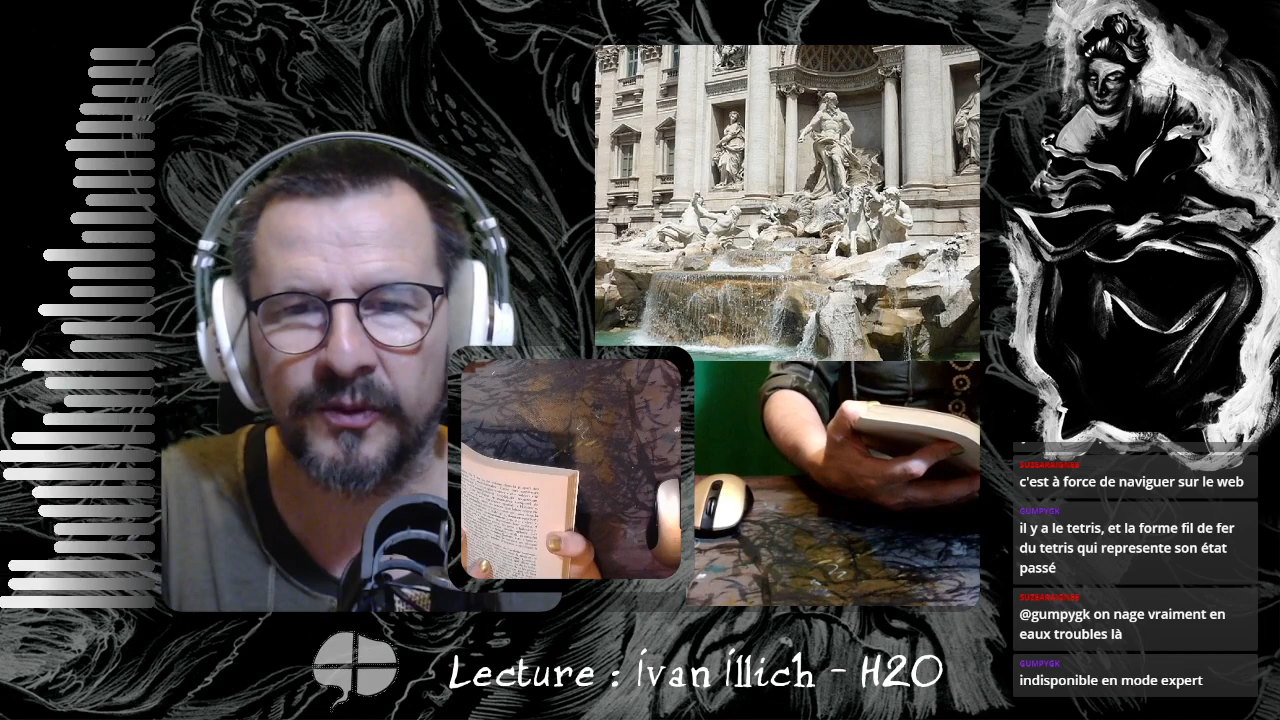 SUZEARAIGNEE
c'est à force de naviguer sur le web
GUMPYGK
il y a le tetris, et la forme fil de fer
du tetris qui represente son état
passé
SUZEARAIGNEE
@gumpygk on nage vraiment en
eaux troubles là
GUMPYGK
indisponible en mode expert
Lecture : Ivan Illich - H2O